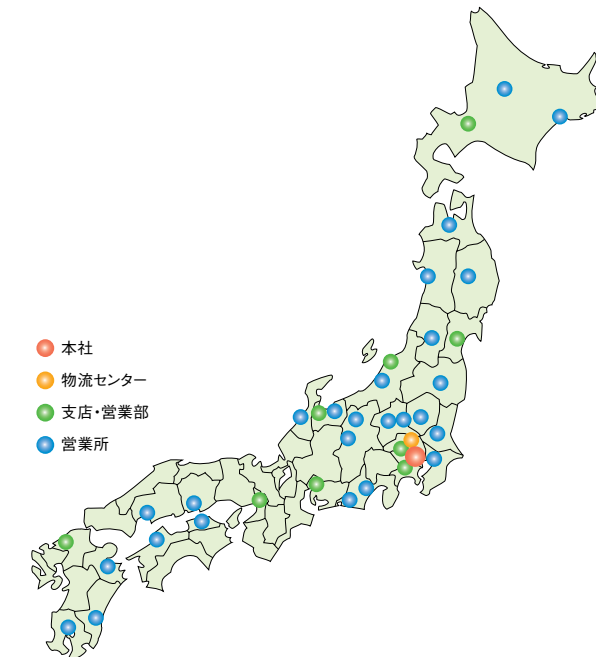 本社
物流センター
支店・営業部
営業所